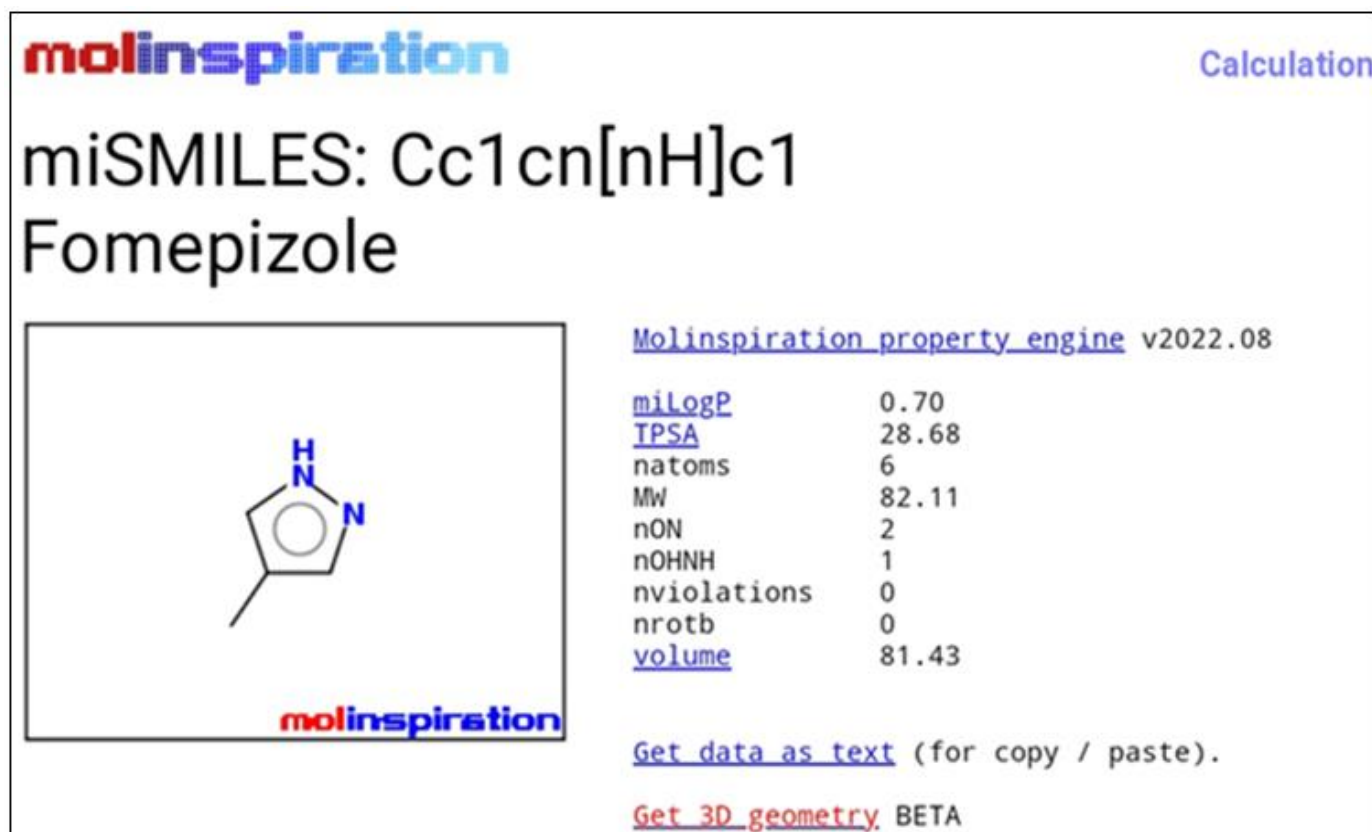 molinspiration
Calculation
miSMILES: Cc1cn[nH]c1
Fomepizole
H
N
N
molinspiration
Molinspiration property engine v2022.08
miLogP 0.70
TPSA 28.68
natoms 6
MW 82.11
nON 2
nOHNH 1
nviolations 0
nrotb 0
volume 81.43
Get data as text (for copy / paste).
Get 3D geometry BETA